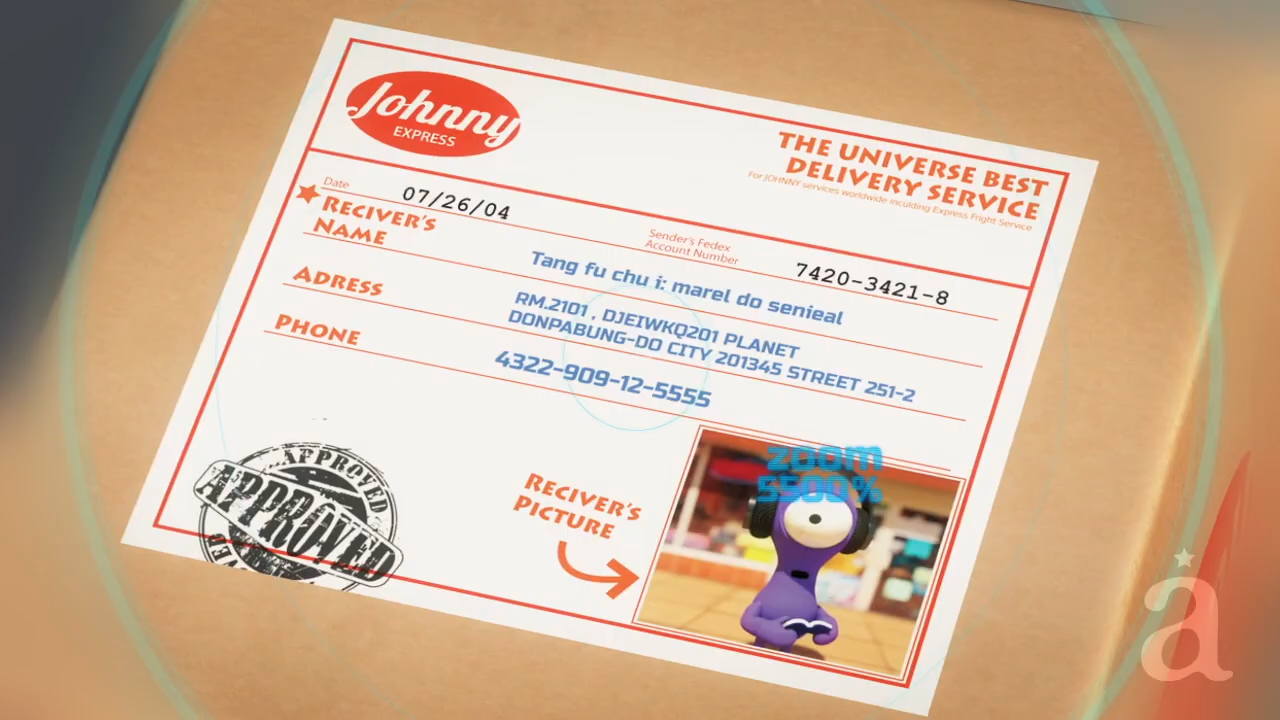 Johnny
EXPRESS
THE UNIVERSE BEST
DELIVERY SERVICE
For JOHNNY services worldwide inculding Express Fright Service
Date
07/26/04
Sender's Fedex
Account Number
7420-3421-8
RECIVER'S
NAME
Tang fu chu i: marel do senieal
ADRESS
RM.2101 , DJEIWKQ201 PLANET
DONPABUNG-DO CITY 201345 STREET 251-2
PHONE
4322-909-12-5555
APPROVED
APPROVED
RECIVER'S
PICTURE
zoom
5500 %
a